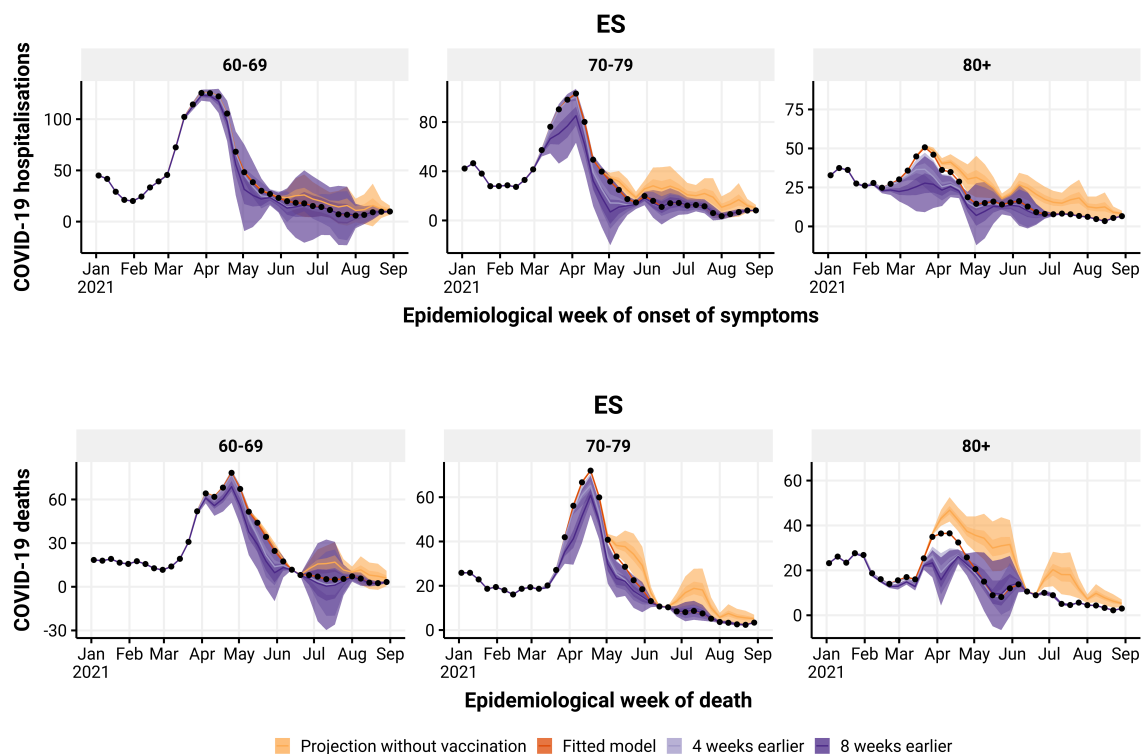 ES
60-69 70-79 80+
COVID-19 hospitalisations
100
50
0
80
40
0
75
50
25
0
Jan Feb Mar Apr May Jun Jul Aug Sep
2021
Jan Feb Mar Apr May Jun Jul Aug Sep
2021
Jan Feb Mar Apr May Jun Jul Aug Sep
2021
Epidemiological week of onset of symptoms
ES
60-69 70-79 80+
COVID-19 deaths
60
30
0
-30
60
40
20
0
60
40
20
0
Jan Feb Mar Apr May Jun Jul Aug Sep
2021
Jan Feb Mar Apr May Jun Jul Aug Sep
2021
Jan Feb Mar Apr May Jun Jul Aug Sep
2021
Epidemiological week of death
Projection without vaccination Fitted model 4 weeks earlier 8 weeks earlier